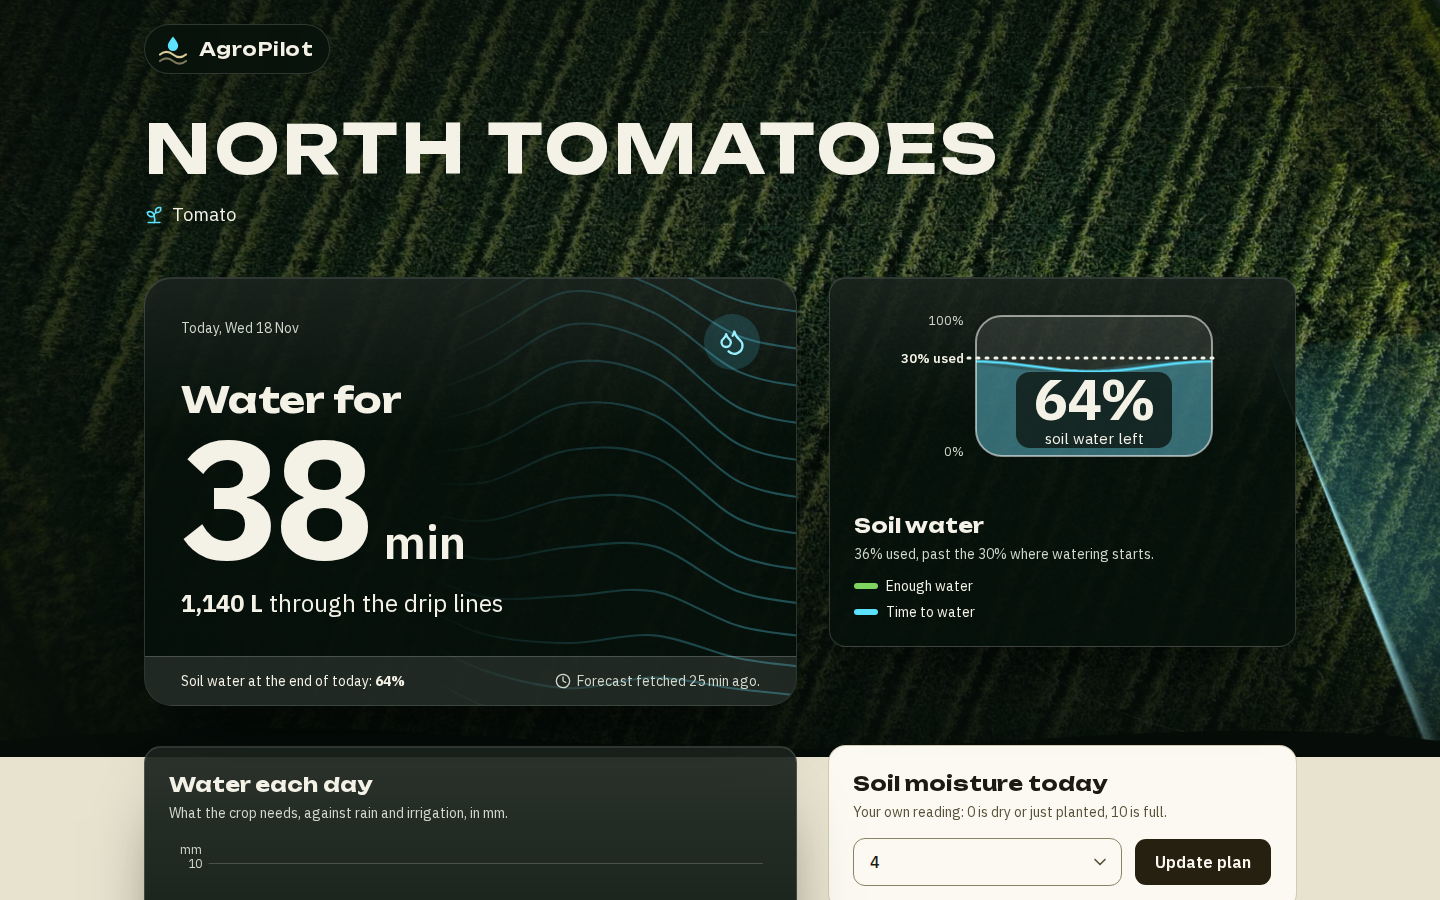 AgroPilot
NORTH TOMATOES
Tomato
Today, Wed 18 Nov
Water for
38 min
1,140 L through the drip lines
Soil water at the end of today: 64%
Forecast fetched 25 min ago.
100%
30% used
64%
soil water left
0%
Soil water
36% used, past the 30% where watering starts.
Enough water
Time to water
Water each day
What the crop needs, against rain and irrigation, in mm.
mm
10
Soil moisture today
Your own reading: 0 is dry or just planted, 10 is full.
4
Update plan